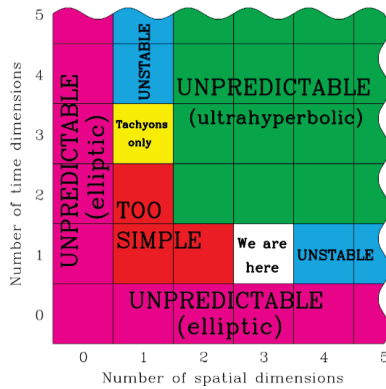 5
4
3
2
1
0
Number of time dimensions
UNPREDICTABLE
(elliptic)
UNSTABLE
UNPREDICTABLE
(ultrahyperbolic)
Tachyons
only
TOO
SIMPLE
We are
here
UNSTABLE
UNPREDICTABLE
(elliptic)
0
1
2
3
4
5
Number of spatial dimensions